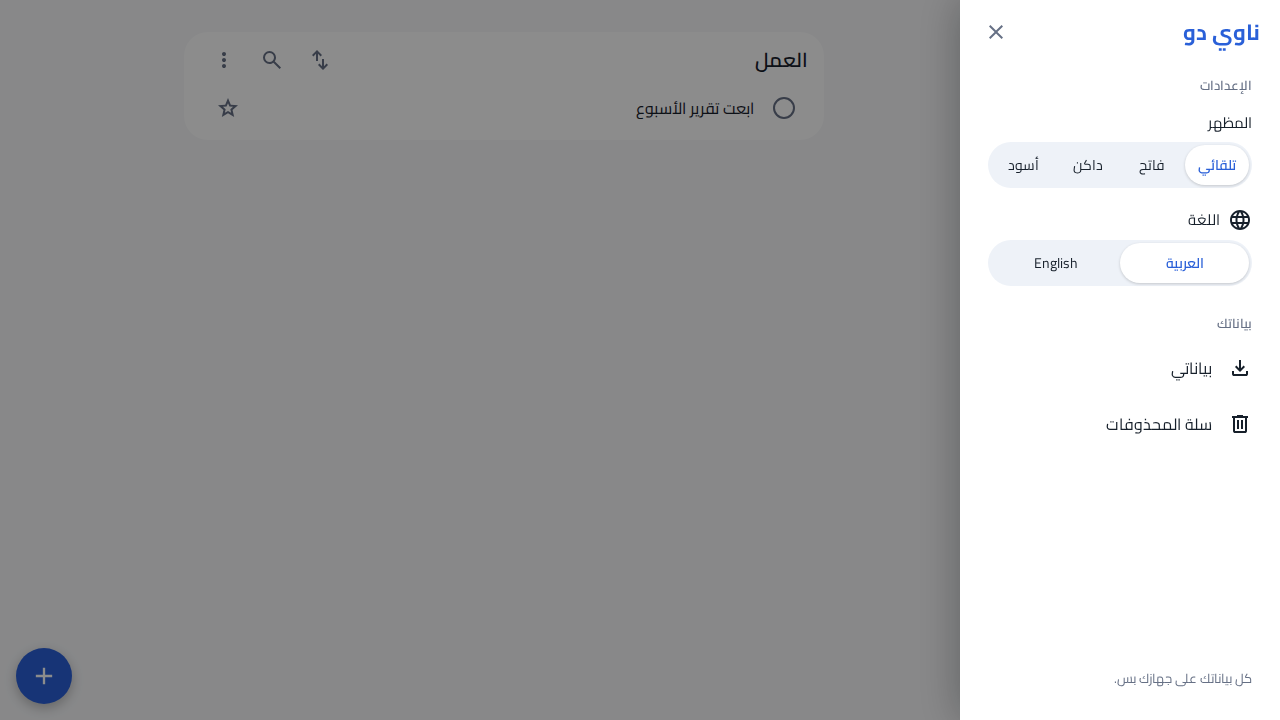 ناوي دو
الإعدادات
المظهر
تلقائي فاتح داكن أسود
اللغة
العربية English
بياناتك
بياناتي
سلة المحذوفات
كل بياناتك على جهازك بس.
العمل
ابعت تقرير الأسبوع